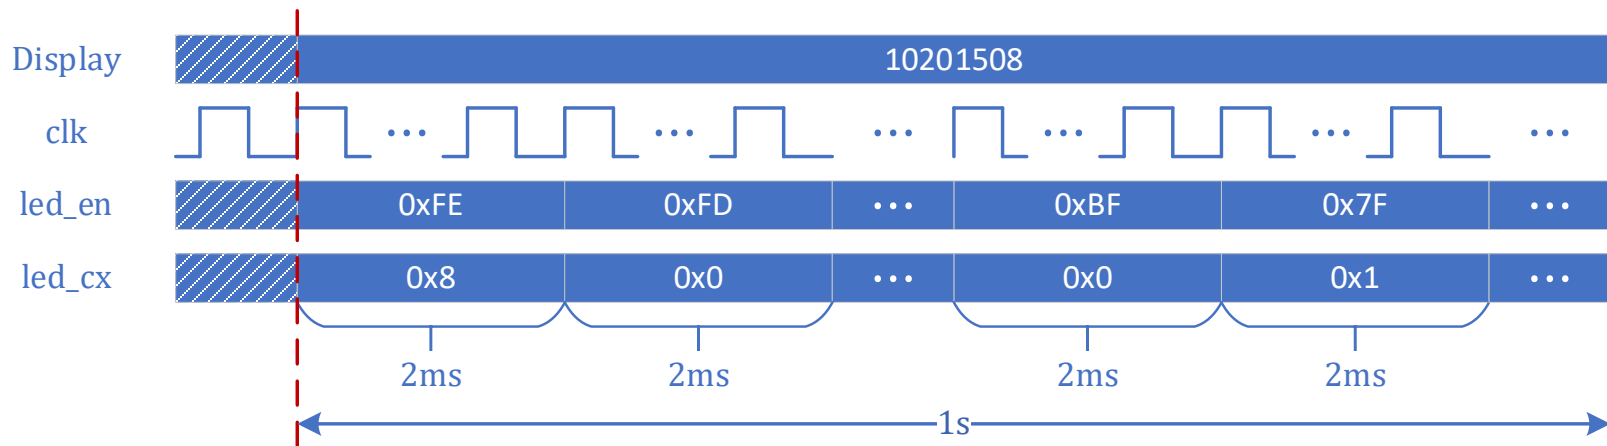 Display 10201508
clk ... ... ... ... ... ...
led_en 0xFE 0xFD ... 0xBF 0x7F ...
led_cx 0x8 0x0 ... 0x0 0x1 ...
2ms 2ms 2ms 2ms
1s